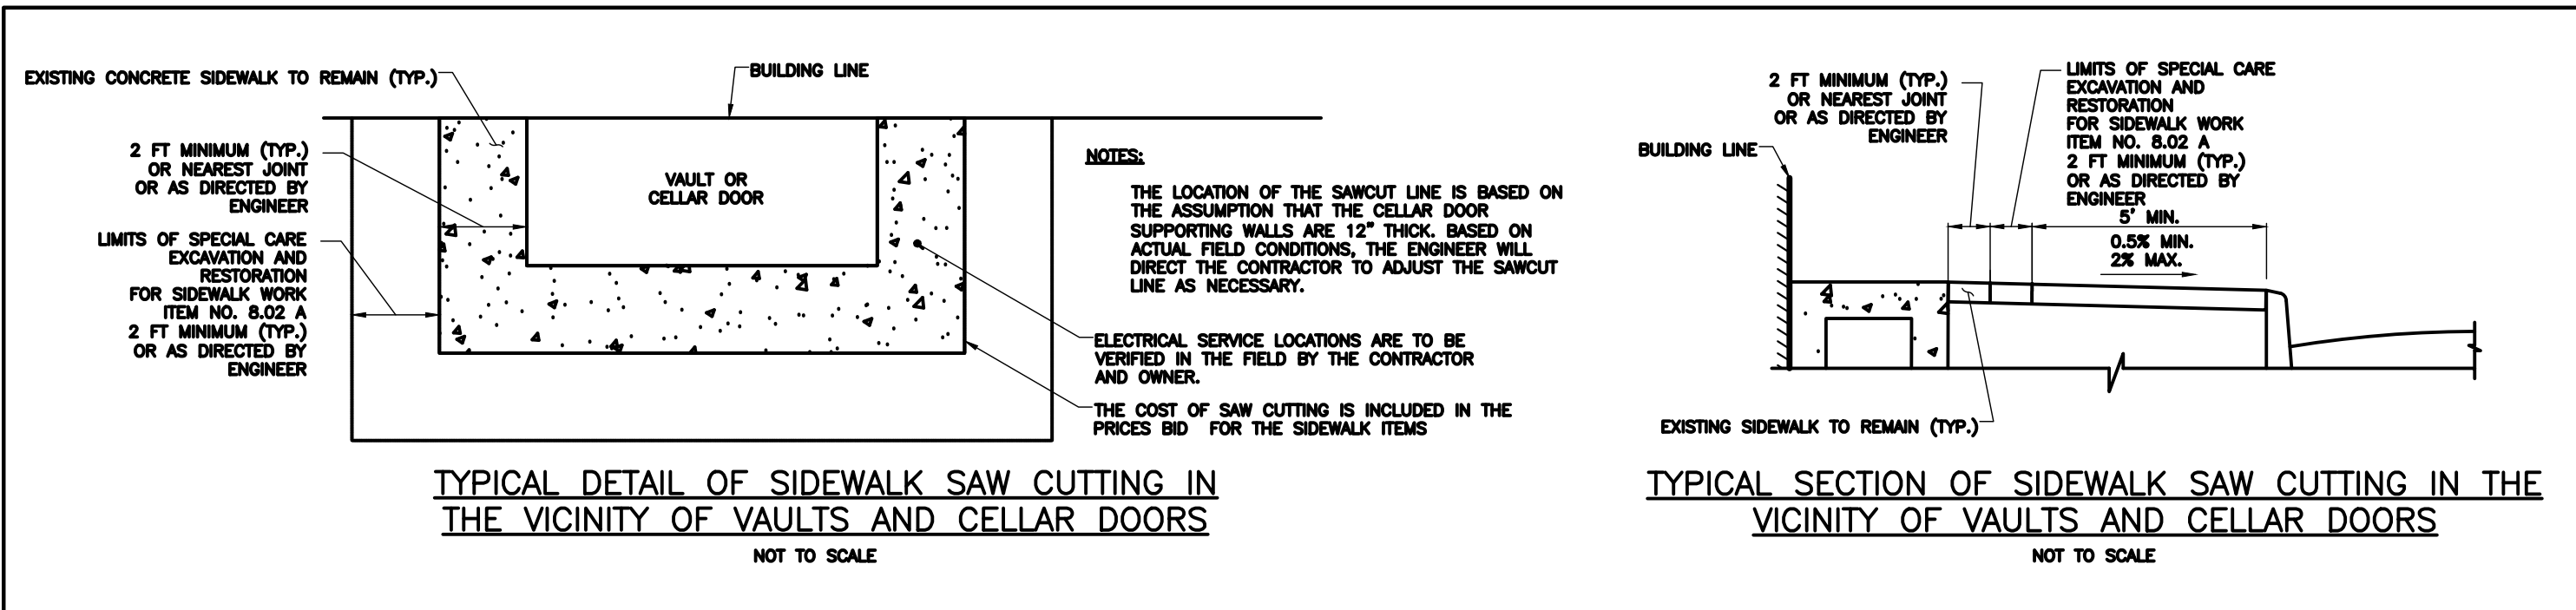 EXISTING CONCRETE SIDEWALK TO REMAIN (TYP.)
BUILDING LINE
2 FT MINIMUM (TYP.)
OR NEAREST JOINT
OR AS DIRECTED BY
ENGINEER
LIMITS OF SPECIAL CARE
EXCAVATION AND
RESTORATION
FOR SIDEWALK WORK
ITEM NO. 8.02 A
2 FT MINIMUM (TYP.)
OR AS DIRECTED BY
ENGINEER
VAULT OR
CELLAR DOOR
NOTES:
THE LOCATION OF THE SAWCUT LINE IS BASED ON
THE ASSUMPTION THAT THE CELLAR DOOR
SUPPORTING WALLS ARE 12" THICK. BASED ON
ACTUAL FIELD CONDITIONS, THE ENGINEER WILL
DIRECT THE CONTRACTOR TO ADJUST THE SAWCUT
LINE AS NECESSARY.
ELECTRICAL SERVICE LOCATIONS ARE TO BE
VERIFIED IN THE FIELD BY THE CONTRACTOR
AND OWNER.
THE COST OF SAW CUTTING IS INCLUDED IN THE
PRICES BID FOR THE SIDEWALK ITEMS
TYPICAL DETAIL OF SIDEWALK SAW CUTTING IN
THE VICINITY OF VAULTS AND CELLAR DOORS
NOT TO SCALE
2 FT MINIMUM (TYP.)
OR NEAREST JOINT
OR AS DIRECTED BY
ENGINEER
BUILDING LINE
LIMITS OF SPECIAL CARE
EXCAVATION AND
RESTORATION
FOR SIDEWALK WORK
ITEM NO. 8.02 A
2 FT MINIMUM (TYP.)
OR AS DIRECTED BY
ENGINEER
5' MIN.
0.5% MIN.
2% MAX.
EXISTING SIDEWALK TO REMAIN (TYP.)
TYPICAL SECTION OF SIDEWALK SAW CUTTING IN THE
VICINITY OF VAULTS AND CELLAR DOORS
NOT TO SCALE